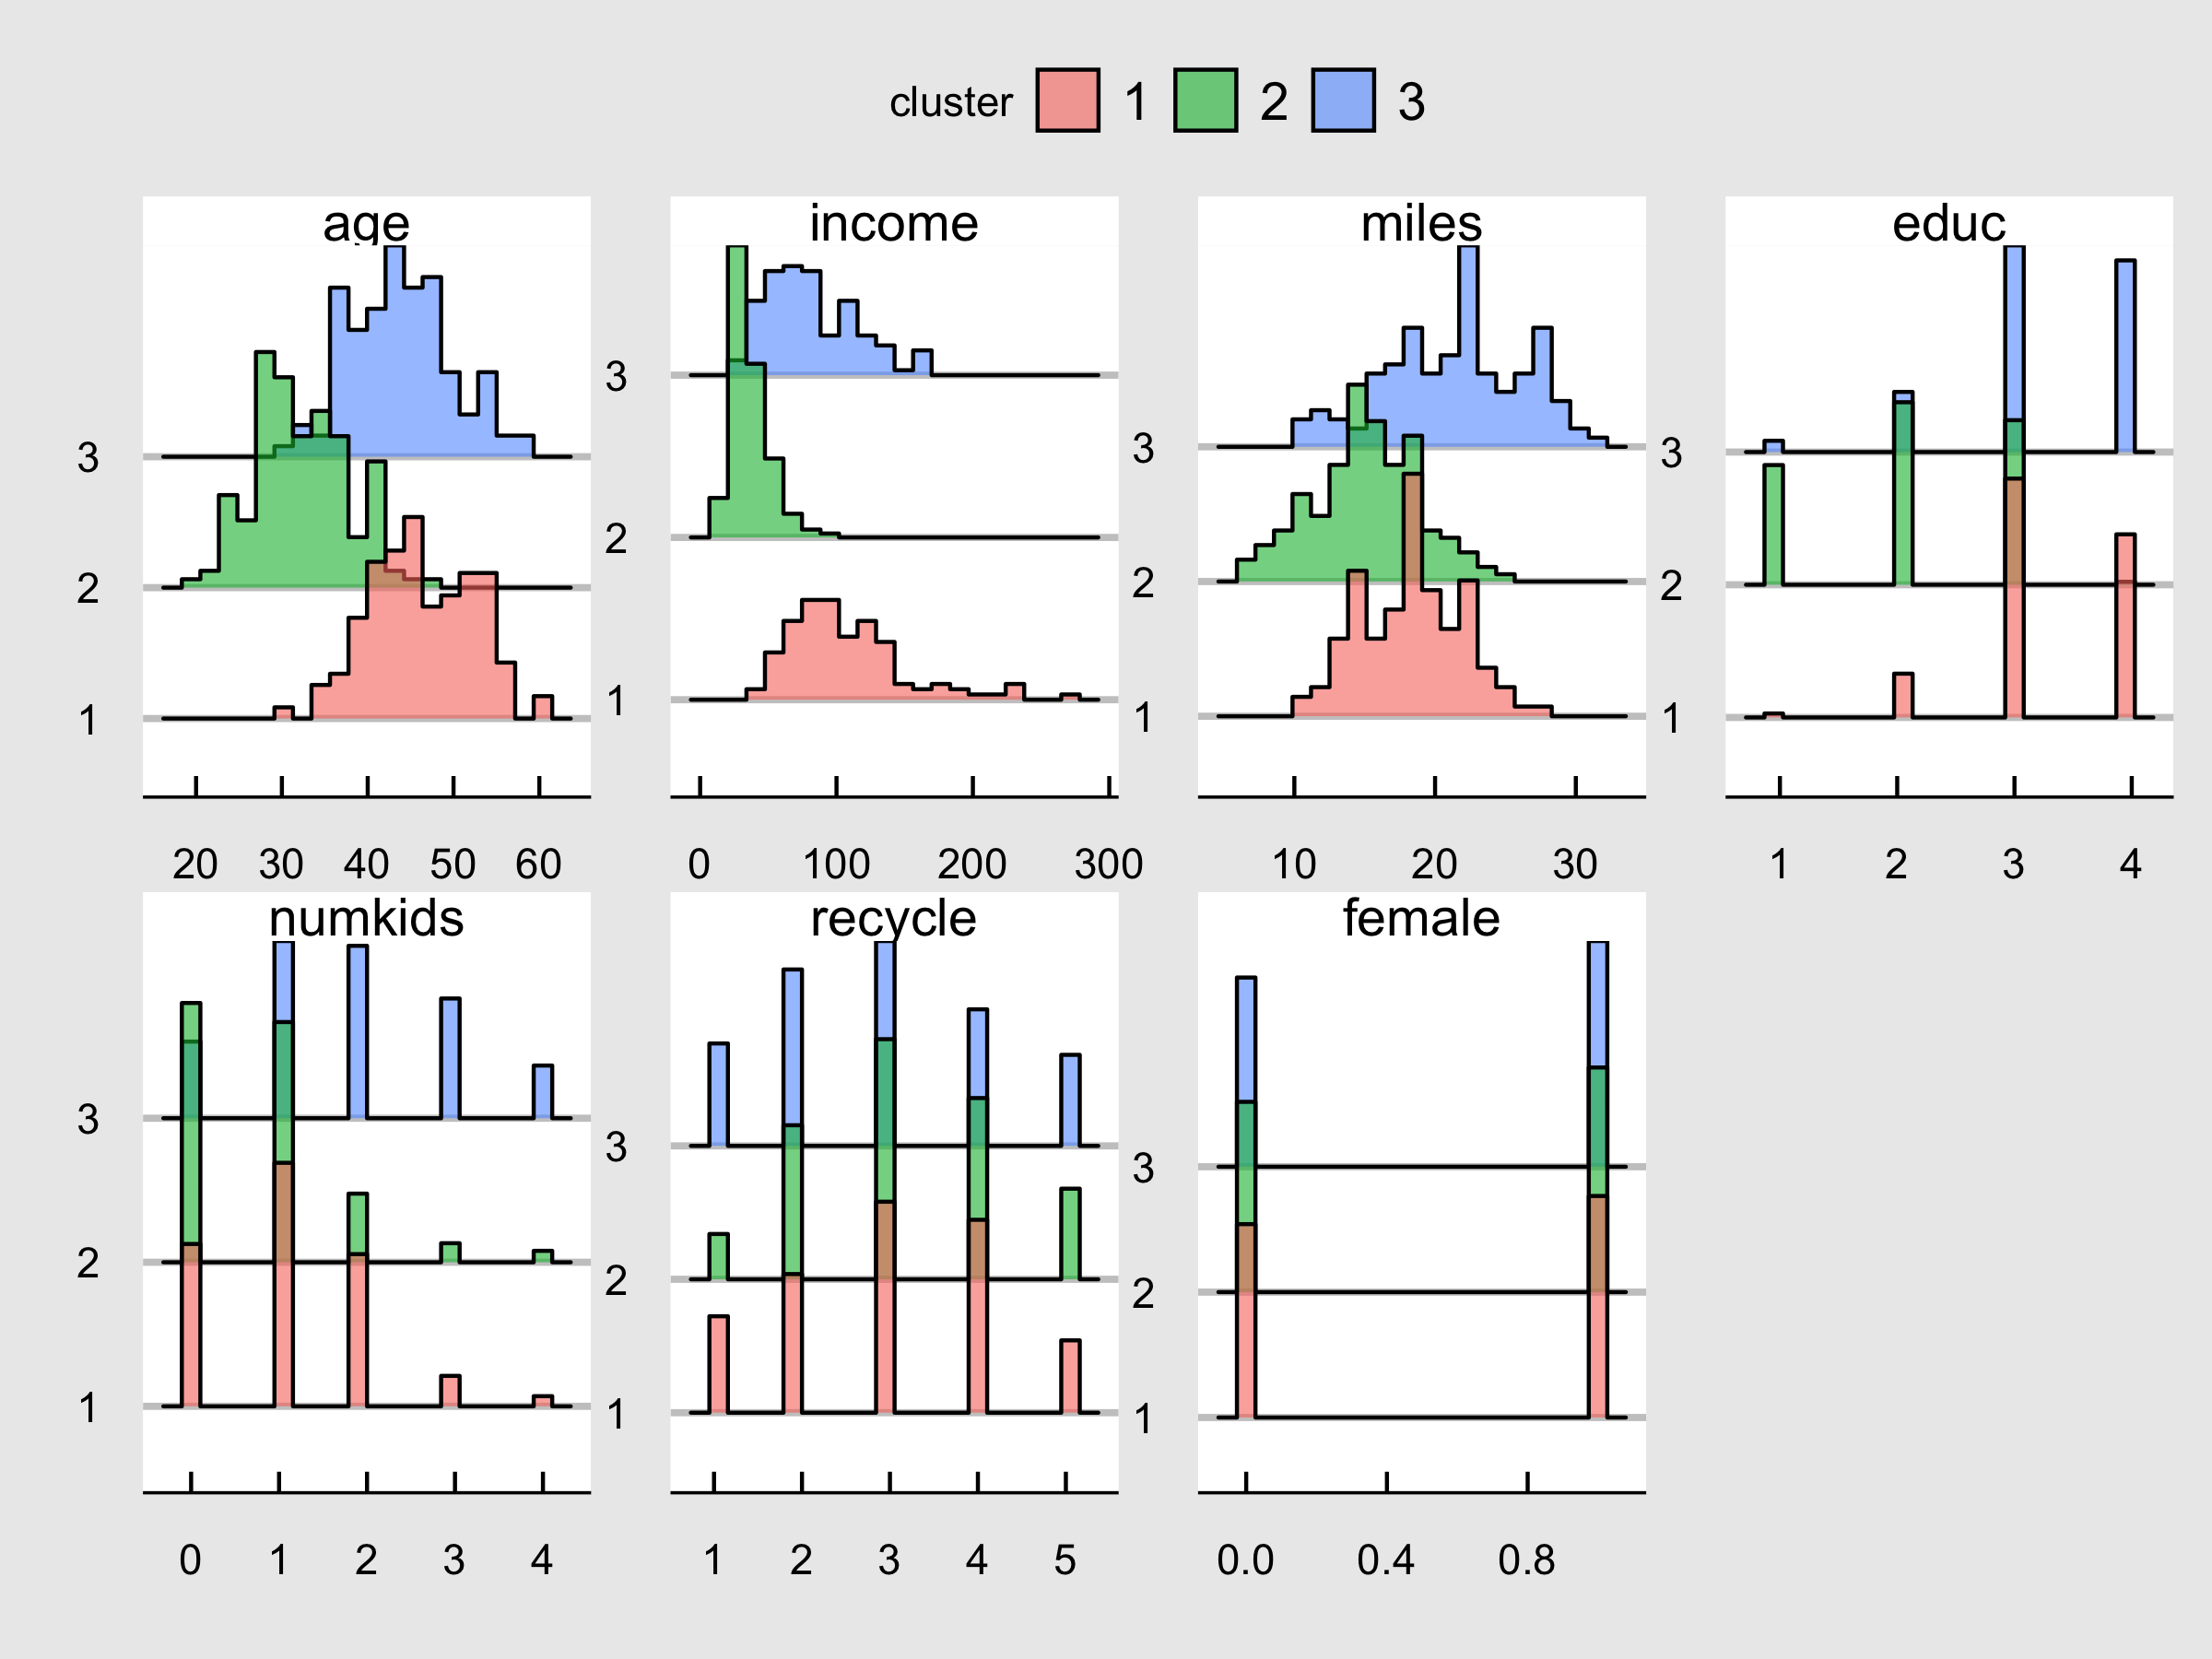 cluster 1 2 3
age income miles educ
3 3 3 3
2 2 2 2
1 1 1 1
20 30 40 50 60 0 100 200 300 10 20 30 1 2 3 4
numkids recycle female
3 3 3
2 2 2
1 1 1
0 1 2 3 4 1 2 3 4 5 0.0 0.4 0.8